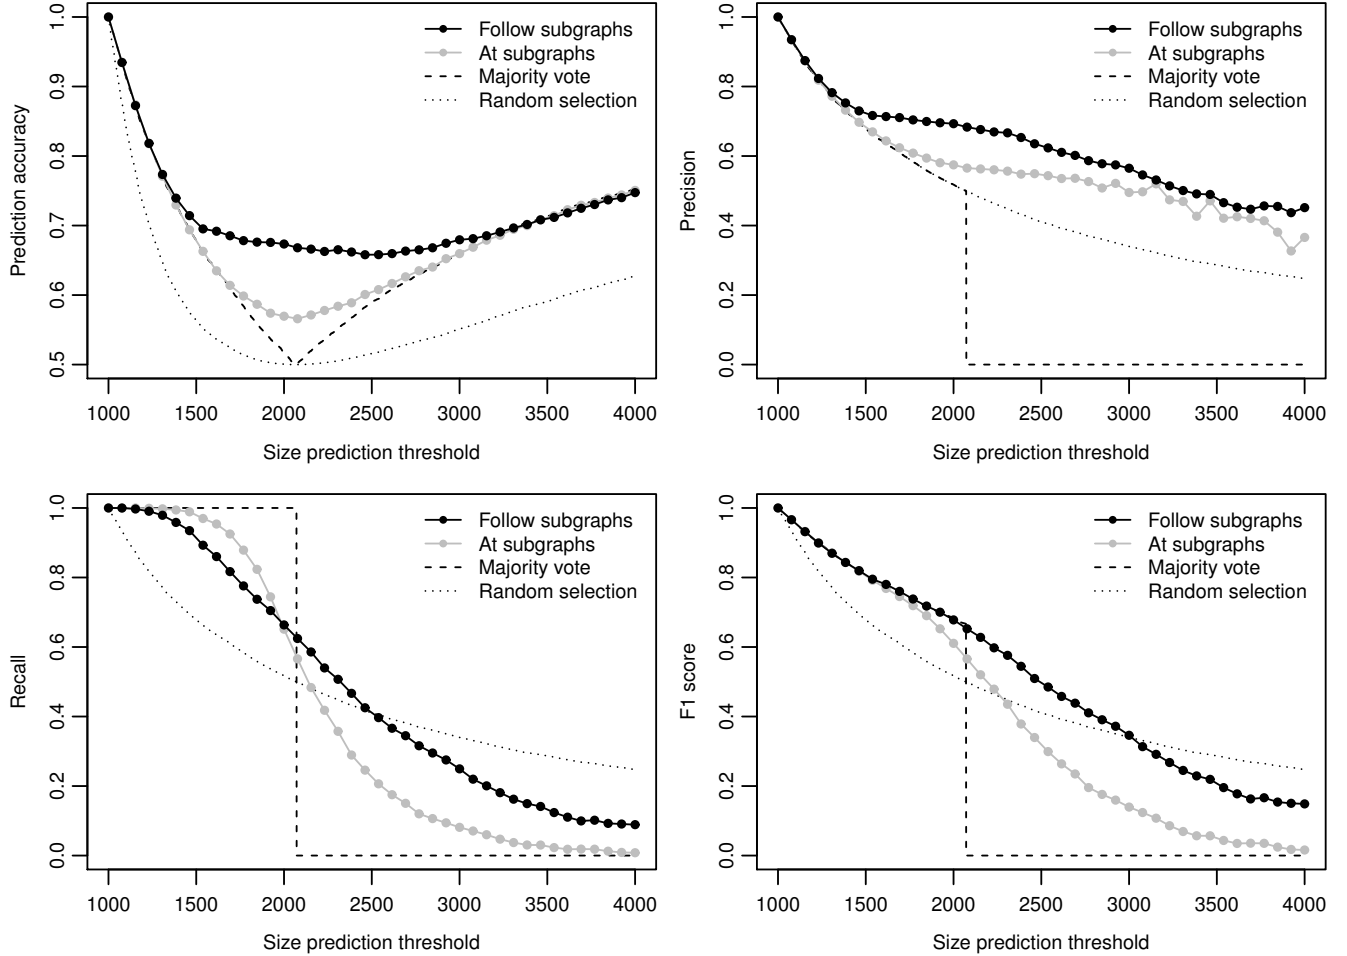 Prediction accuracy
1.0
0.9
0.8
0.7
0.6
0.5
Follow subgraphs
At subgraphs
Majority vote
Random selection
1000 1500 2000 2500 3000 3500 4000
Size prediction threshold
Precision
1.0
0.8
0.6
0.4
0.2
0.0
Follow subgraphs
At subgraphs
Majority vote
Random selection
1000 1500 2000 2500 3000 3500 4000
Size prediction threshold
Recall
1.0
0.8
0.6
0.4
0.2
0.0
Follow subgraphs
At subgraphs
Majority vote
Random selection
1000 1500 2000 2500 3000 3500 4000
Size prediction threshold
F1 score
1.0
0.8
0.6
0.4
0.2
0.0
Follow subgraphs
At subgraphs
Majority vote
Random selection
1000 1500 2000 2500 3000 3500 4000
Size prediction threshold